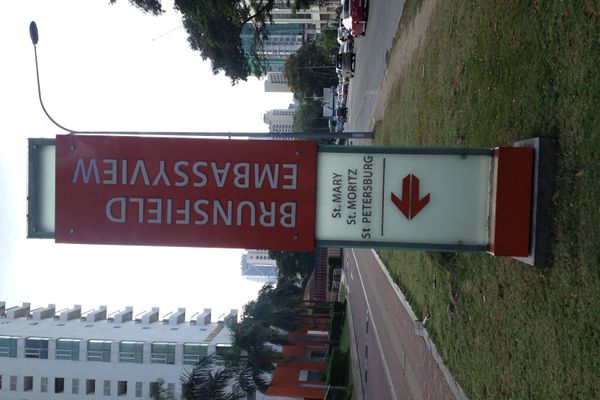 BRUNSFIELD
EMBASSYVIEW
St. MARY
St. MORITZ
St PETERSBURG